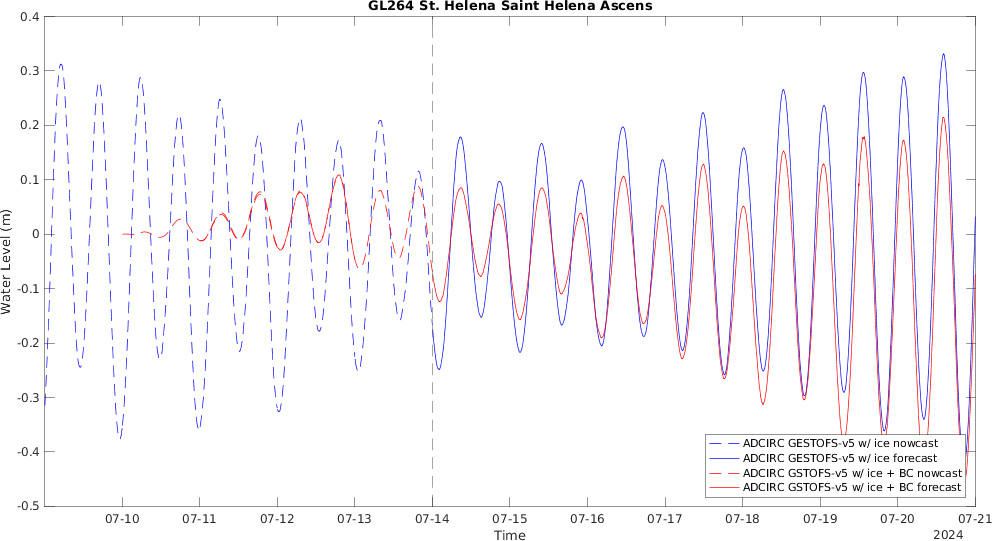 GL264 St. Helena Saint Helena Ascens
0.4
0.3
0.2
0.1
0
-0.1
-0.2
-0.3
-0.4
-0.5
Water Level (m)
ADCIRC GESTOFS-v5 w/ ice nowcast
ADCIRC GESTOFS-v5 w/ ice forecast
ADCIRC GSTOFS-v5 w/ ice + BC nowcast
ADCIRC GSTOFS-v5 w/ ice + BC forecast
07-10 07-11 07-12 07-13 07-14 07-15 07-16 07-17 07-18 07-19 07-20 07-21
Time
2024